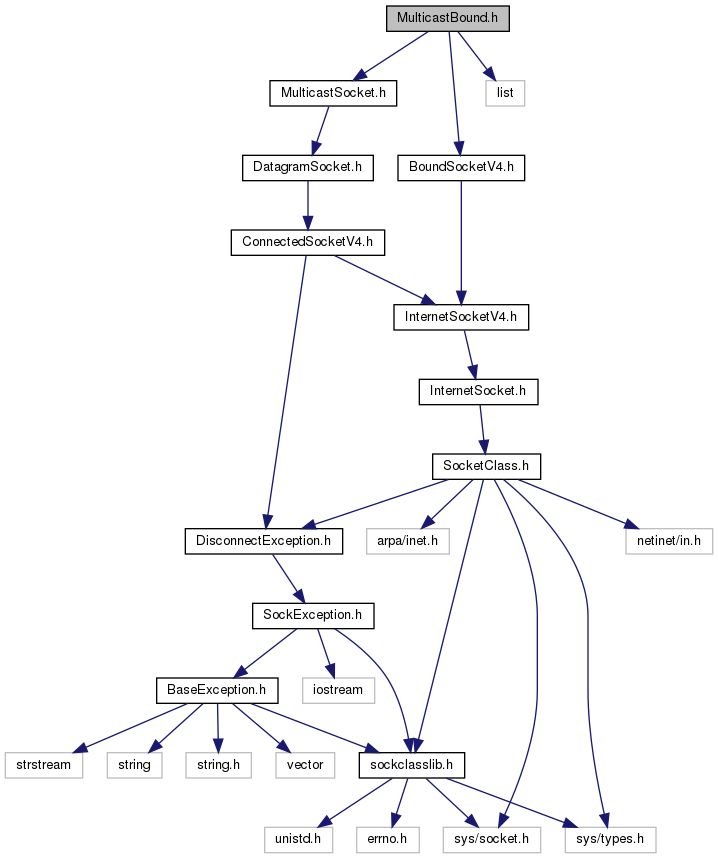 MulticastBound.h
MulticastSocket.h
list
DatagramSocket.h
BoundSocketV4.h
ConnectedSocketV4.h
InternetSocketV4.h
InternetSocket.h
SocketClass.h
DisconnectException.h
arpa/inet.h
netinet/in.h
SockException.h
BaseException.h
iostream
strstream
string
string.h
vector
sockclasslib.h
unistd.h
errno.h
sys/socket.h
sys/types.h